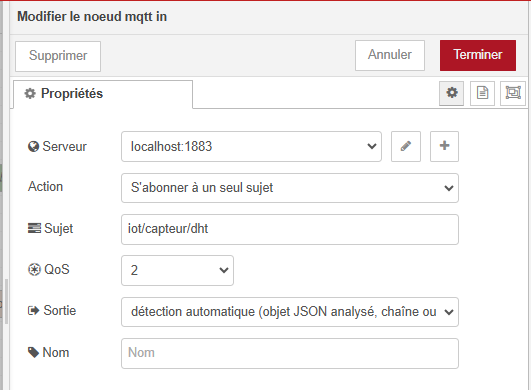 Modifier le noeud mqtt in
Supprimer
Annuler
Terminer
Propriétés
Serveur
localhost:1883
Action
S'abonner à un seul sujet
Sujet
iot/capteur/dht
QoS
2
Sortie
détection automatique (objet JSON analysé, chaîne ou
Nom
Nom